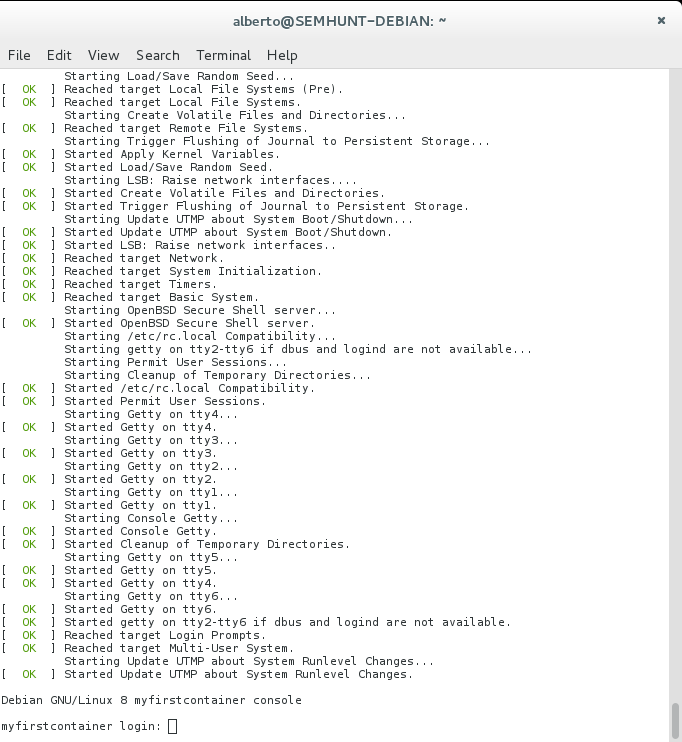 alberto@SEMHUNT-DEBIAN: ~ ×
File Edit View Search Terminal Help
Starting Load/Save Random Seed...
[ OK ] Reached target Local File Systems (Pre).
[ OK ] Reached target Local File Systems.
Starting Create Volatile Files and Directories...
[ OK ] Reached target Remote File Systems.
Starting Trigger Flushing of Journal to Persistent Storage...
[ OK ] Started Apply Kernel Variables.
[ OK ] Started Load/Save Random Seed.
Starting LSB: Raise network interfaces....
[ OK ] Started Create Volatile Files and Directories.
[ OK ] Started Trigger Flushing of Journal to Persistent Storage.
Starting Update UTMP about System Boot/Shutdown...
[ OK ] Started Update UTMP about System Boot/Shutdown.
[ OK ] Started LSB: Raise network interfaces..
[ OK ] Reached target Network.
[ OK ] Reached target System Initialization.
[ OK ] Reached target Timers.
[ OK ] Reached target Basic System.
Starting OpenBSD Secure Shell server...
[ OK ] Started OpenBSD Secure Shell server.
Starting /etc/rc.local Compatibility...
Starting getty on tty2-tty6 if dbus and logind are not available...
Starting Permit User Sessions...
Starting Cleanup of Temporary Directories...
[ OK ] Started /etc/rc.local Compatibility.
[ OK ] Started Permit User Sessions.
Starting Getty on tty4...
[ OK ] Started Getty on tty4.
Starting Getty on tty3...
[ OK ] Started Getty on tty3.
Starting Getty on tty2...
[ OK ] Started Getty on tty2.
Starting Getty on tty1...
[ OK ] Started Getty on tty1.
Starting Console Getty...
[ OK ] Started Console Getty.
[ OK ] Started Cleanup of Temporary Directories.
Starting Getty on tty5...
[ OK ] Started Getty on tty5.
[ OK ] Started Getty on tty4.
Starting Getty on tty6...
[ OK ] Started Getty on tty6.
[ OK ] Started getty on tty2-tty6 if dbus and logind are not available.
[ OK ] Reached target Login Prompts.
[ OK ] Reached target Multi-User System.
Starting Update UTMP about System Runlevel Changes...
[ OK ] Started Update UTMP about System Runlevel Changes.
Debian GNU/Linux 8 myfirstcontainer console
myfirstcontainer login: